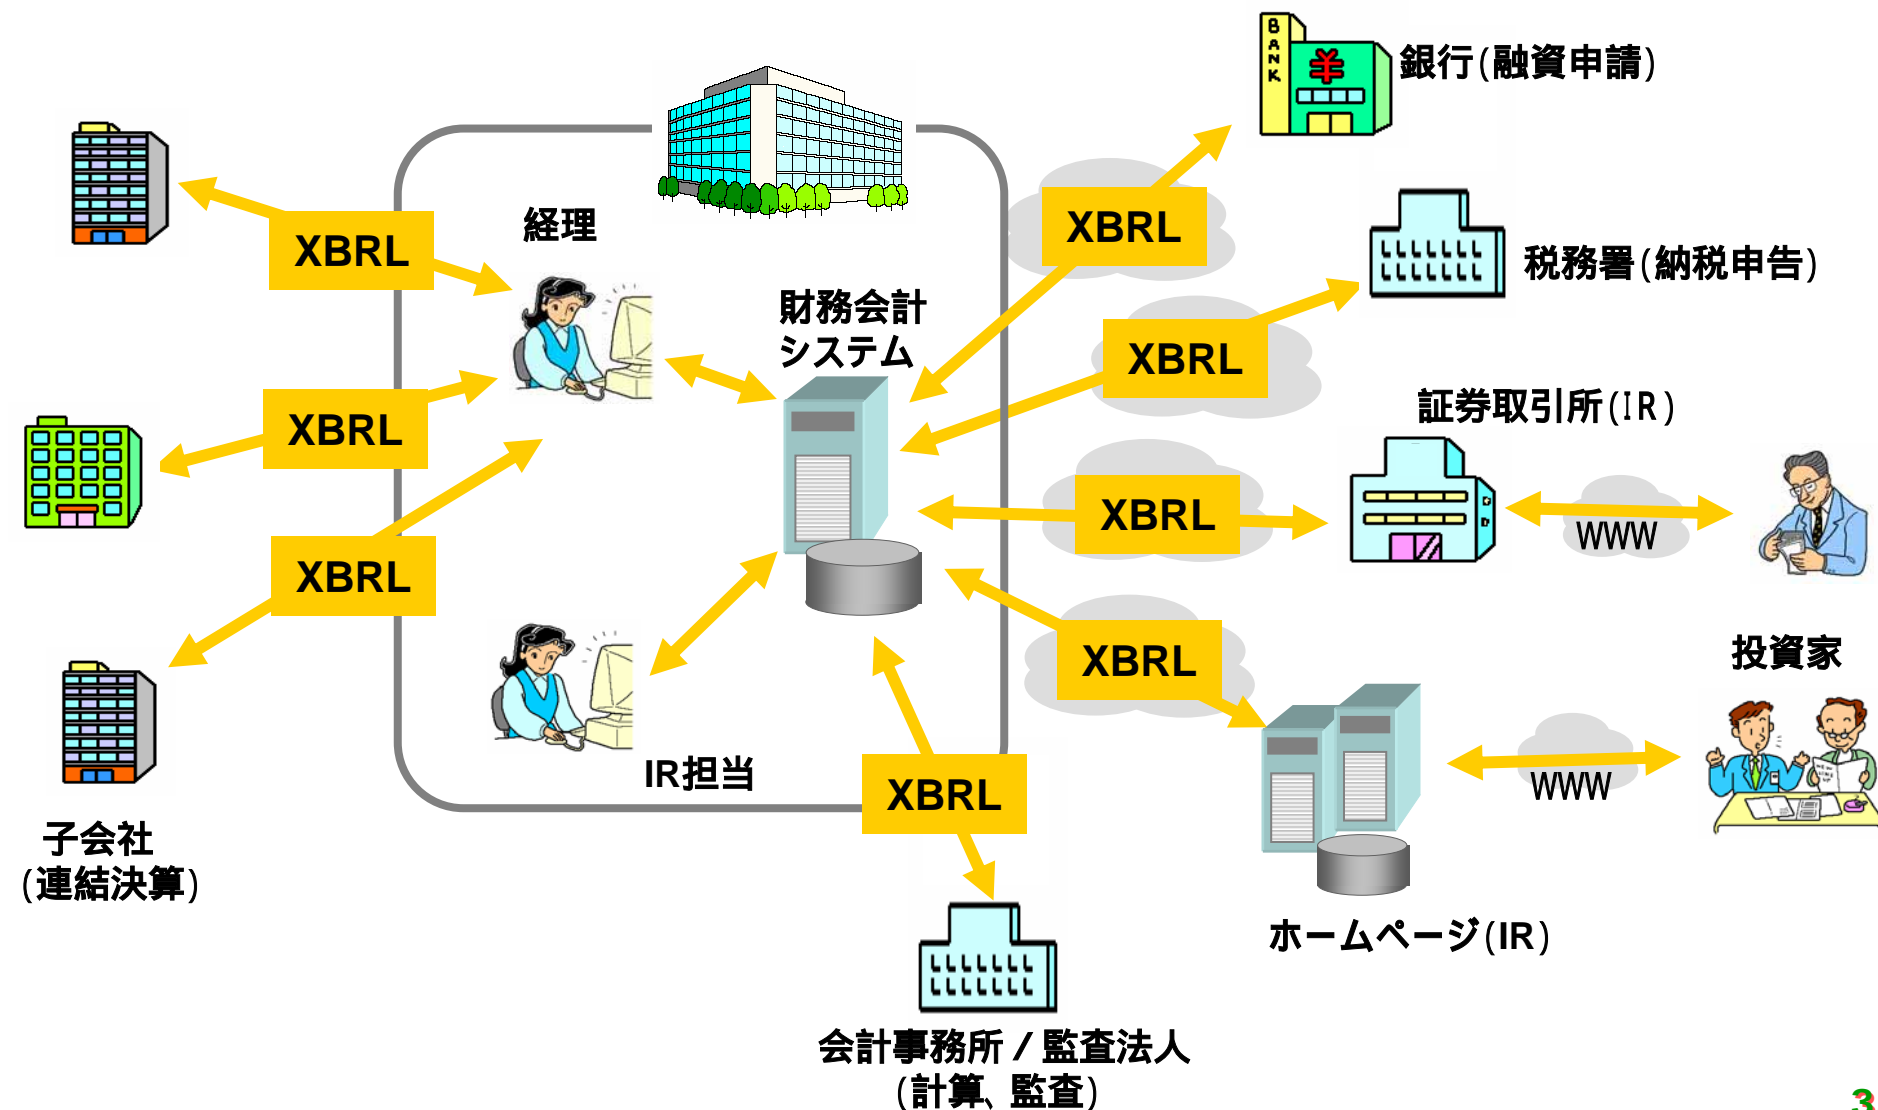 BANK
銀行(融資申請)
XBRL
経理
XBRL
税務署(納税申告)
財務会計
システム
XBRL
証券取引所(IR)
XBRL
XBRL
WWW
XBRL
XBRL
投資家
IR担当
XBRL
WWW
子会社
(連結決算)
ホームページ(IR)
会計事務所/監査法人
(計算、監査)
3